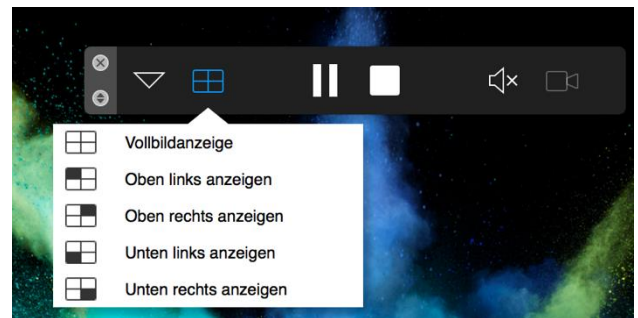 Vollbildanzeige
Oben links anzeigen
Oben rechts anzeigen
Unten links anzeigen
Unten rechts anzeigen